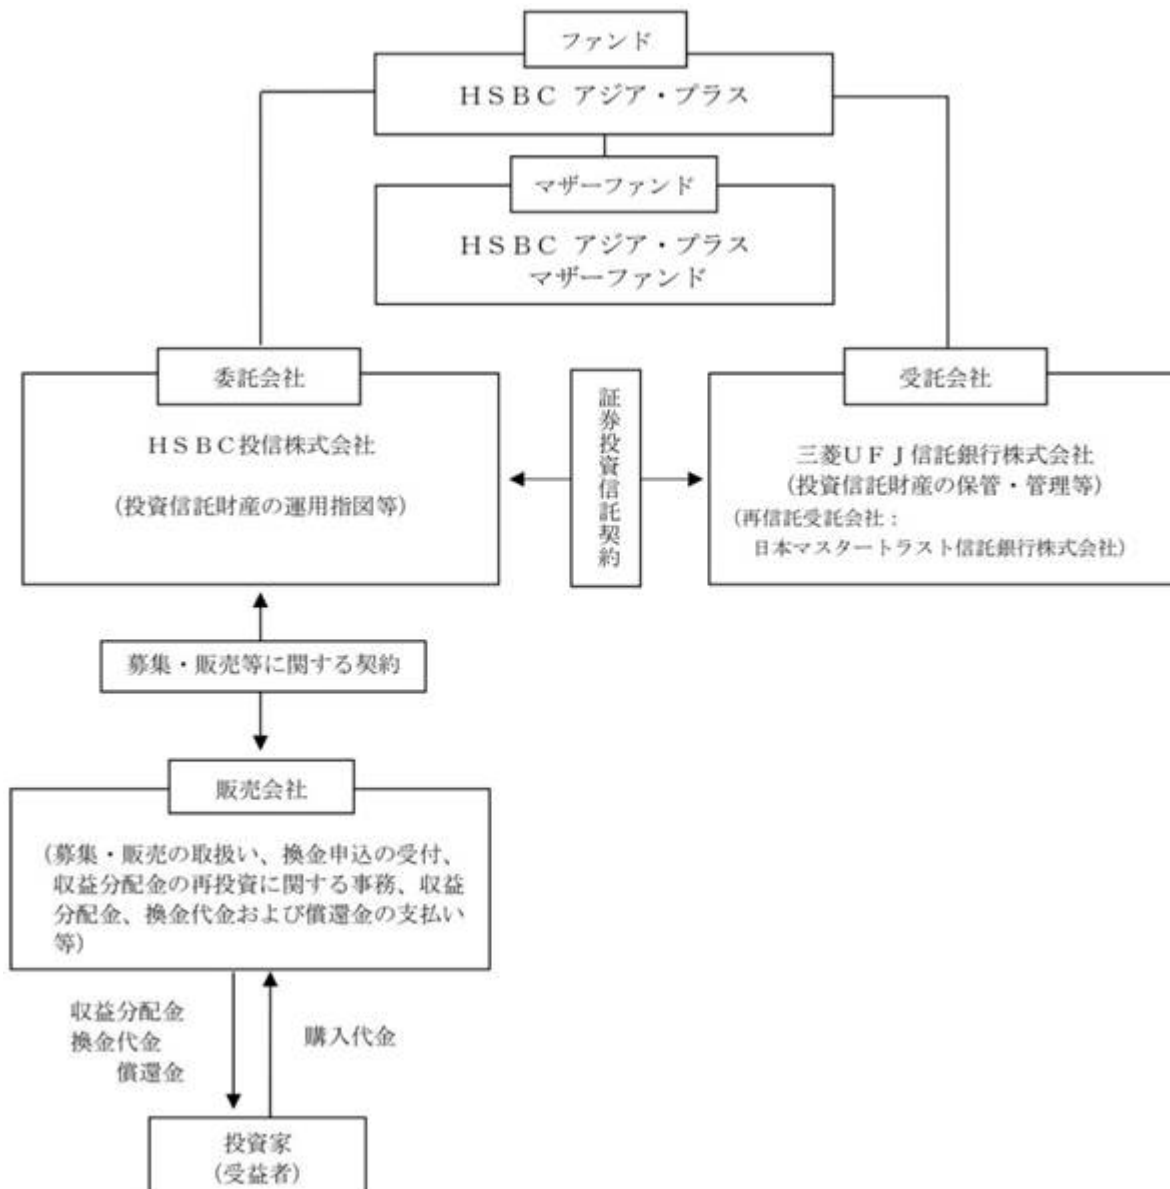 ファンド
ＨＳＢＣ アジア・プラス
マザーファンド
ＨＳＢＣ アジア・プラス
マザーファンド
委託会社
ＨＳＢＣ投信株式会社
(投資信託財産の運用指図等)
証券投資信託契約
受託会社
三菱ＵＦＪ信託銀行株式会社
(投資信託財産の保管・管理等)
(再信託受託会社：
日本マスタートラスト信託銀行株式会社)
募集・販売等に関する契約
販売会社
(募集・販売の取扱い、換金申込の受付、
収益分配金の再投資に関する事務、収益
分配金、換金代金および償還金の支払い
等)
収益分配金
換金代金
償還金
購入代金
投資家
(受益者)